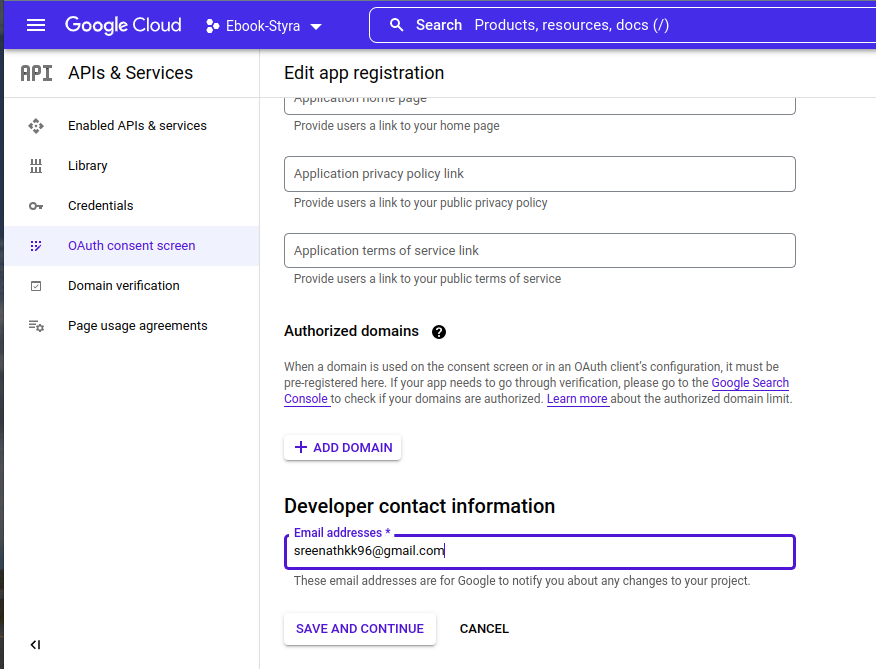 Google Cloud
Ebook-Styra
Search Products, resources, docs (/)
API APIs & Services
Edit app registration
Enabled APIs & services
Library
Credentials
OAuth consent screen
Domain verification
Page usage agreements
Application home page
Provide users a link to your home page
Application privacy policy link
Provide users a link to your public privacy policy
Application terms of service link
Provide users a link to your public terms of service
Authorized domains
When a domain is used on the consent screen or in an OAuth client's configuration, it must be
pre-registered here. If your app needs to go through verification, please go to the Google Search
Console to check if your domains are authorized. Learn more about the authorized domain limit.
+ ADD DOMAIN
Developer contact information
Email addresses *
sreenathkk96@gmail.com
These email addresses are for Google to notify you about any changes to your project.
SAVE AND CONTINUE
CANCEL